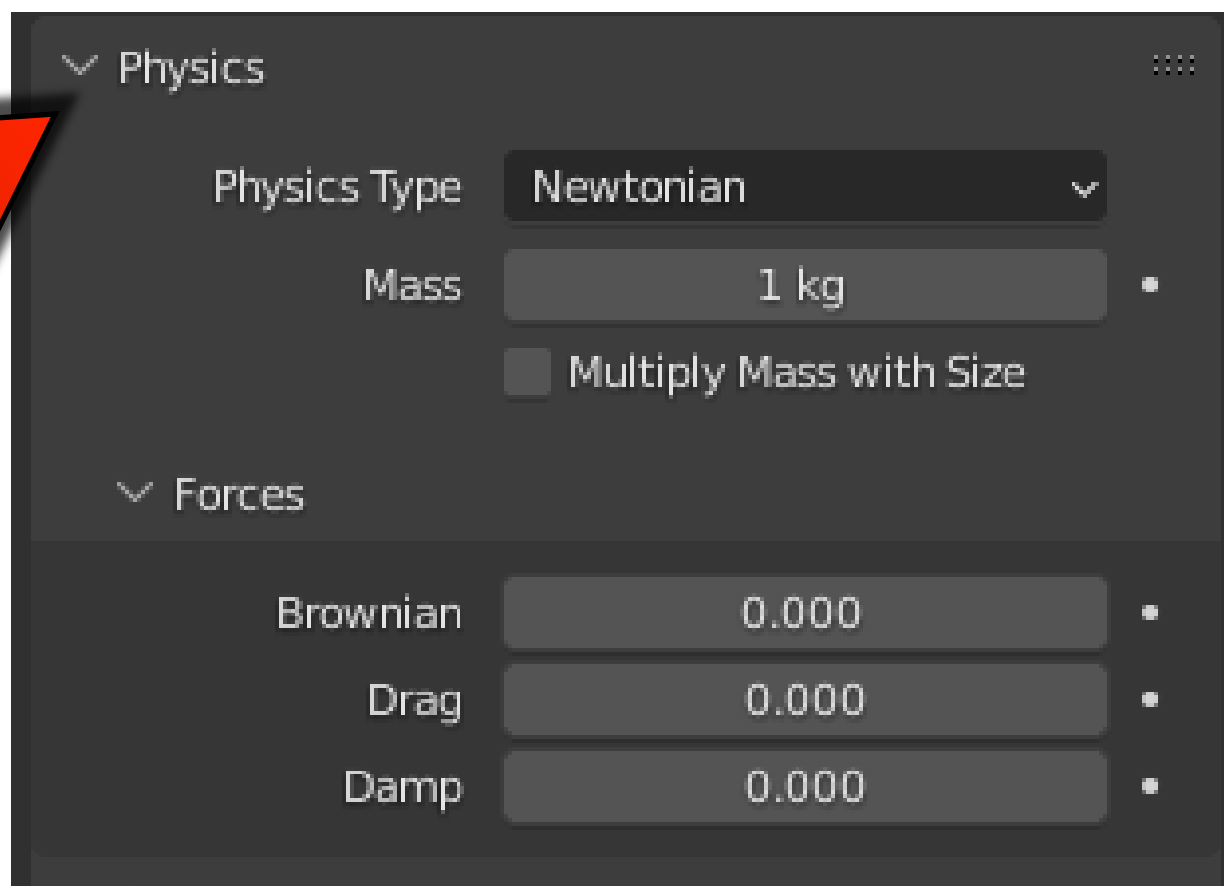 Physics
Physics Type Newtonian
Mass 1 kg
Multiply Mass with Size
Forces
Brownian 0.000
Drag 0.000
Damp 0.000